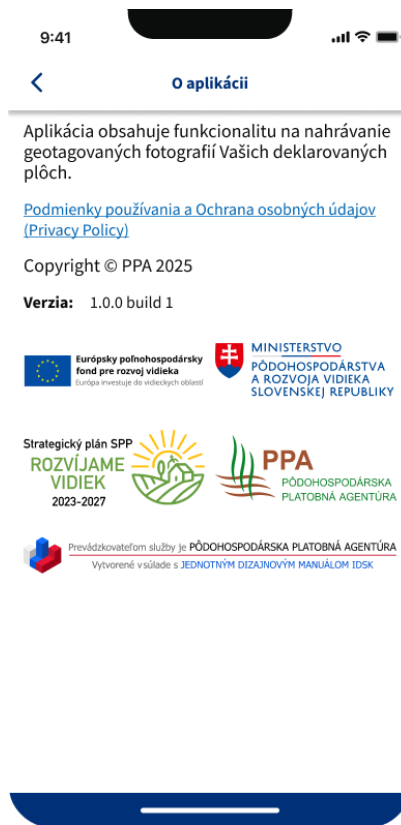 9:41
O aplikácii
Aplikácia obsahuje funkcionalitu na nahrávanie
geotagovaných fotografií Vašich deklarovaných
plôch.
Podmienky používania a Ochrana osobných údajov
(Privacy Policy)
Copyright © PPA 2025
Verzia: 1.0.0 build 1
Európsky poľnohospodársky
fond pre rozvoj vidieka
Európa investuje do vidieckych oblastí
MINISTERSTVO
PÔDOHOSPODÁRSTVA
A ROZVOJA VIDIEKA
SLOVENSKEJ REPUBLIKY
Strategický plán SPP
ROZVÍJAME
VIDIEK
2023-2027
PPA
PÔDOHOSPODÁRSKA
PLATOBNÁ AGENTÚRA
Prevádzkovateľom služby je PÔDOHOSPODÁRSKA PLATOBNÁ AGENTÚRA
Vytvorené v súlade s JEDNOTNÝM DIZAJNOVÝM MANUÁLOM IDSK